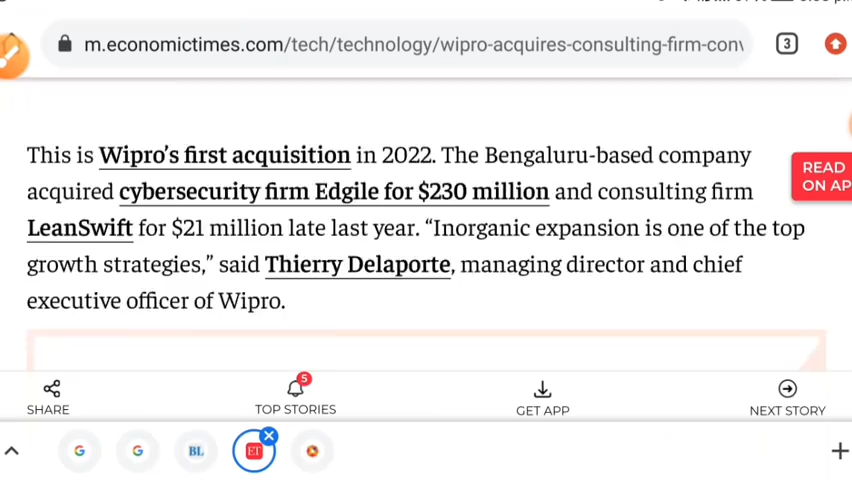 m.economictimes.com/tech/technology/wipro-acquires-consulting-firm-conv
3
This is Wipro’s first acquisition in 2022. The Bengaluru-based company
acquired cybersecurity firm Edgile for $230 million and consulting firm
LeanSwift for $21 million late last year. “Inorganic expansion is one of the top
growth strategies,” said Thierry Delaporte, managing director and chief
executive officer of Wipro.
READ
ON AP
5
SHARE
TOP STORIES
GET APP
NEXT STORY
G
G
BL
ET